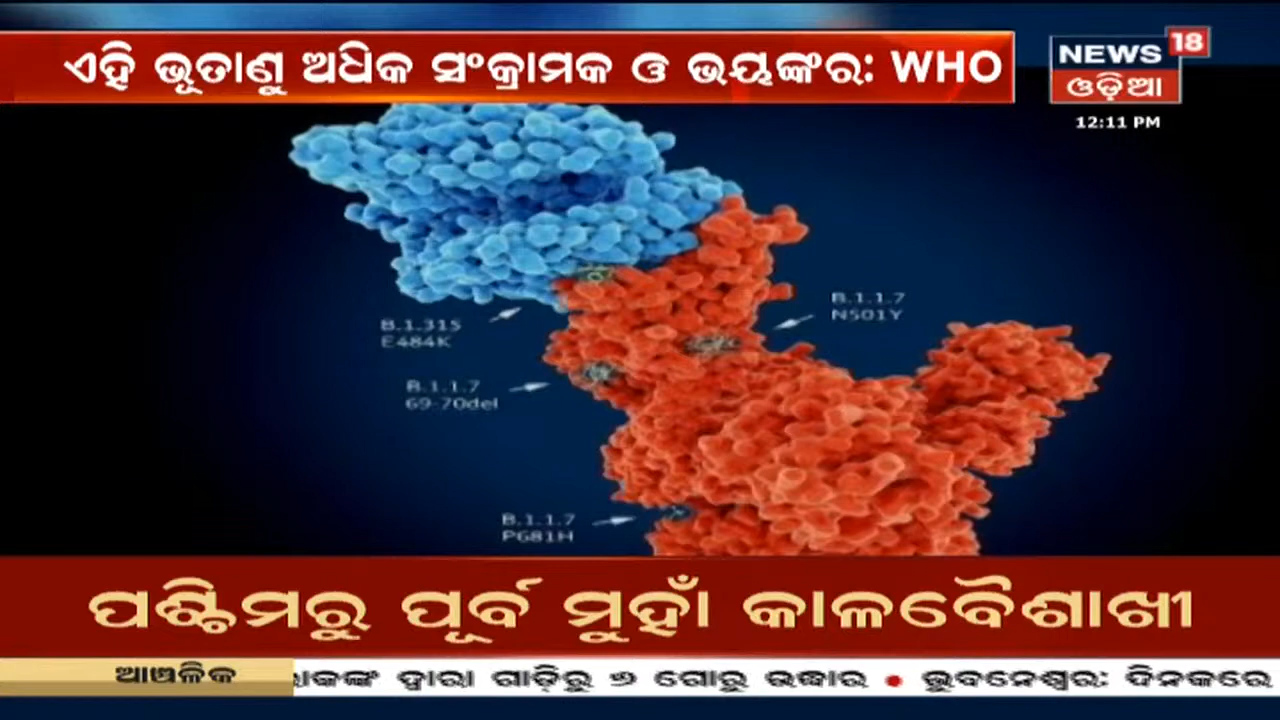 ଏହି ଭୂତାଣୁ ଅଧିକ ସଂକ୍ରାମକ ଓ ଭୟଙ୍କର: WHO
NEWS 18
ଓଡ଼ିଆ
12:11 PM
B.1.1.7
N501Y
B.1.315
E484K
B.1.1.7
69-70del
B.1.1.7
P681H
ପଶ୍ଚିମରୁ ପୂର୍ବ ମୁହାଁ କାଳବୈଶାଖୀ
ଆଞ୍ଚଳିକ
ଦ୍ୱାରା ଗାଡ଼ିରୁ ୬ ଗୋରୁ ଉଦ୍ଧାର • ଭୁବନେଶ୍ୱର: ଦିନକରେ